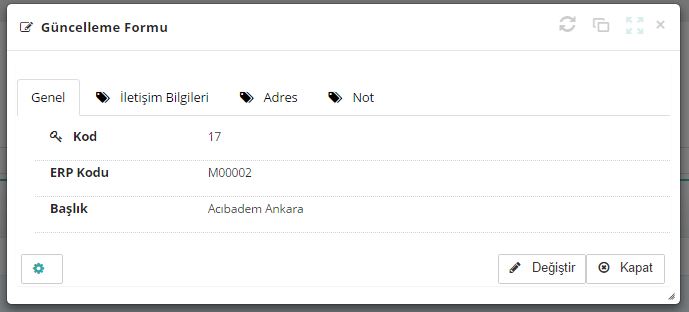 Güncelleme Formu
Genel İletişim Bilgileri Adres Not
Kod 17
ERP Kodu M00002
Başlık Acıbadem Ankara
Değiştir Kapat